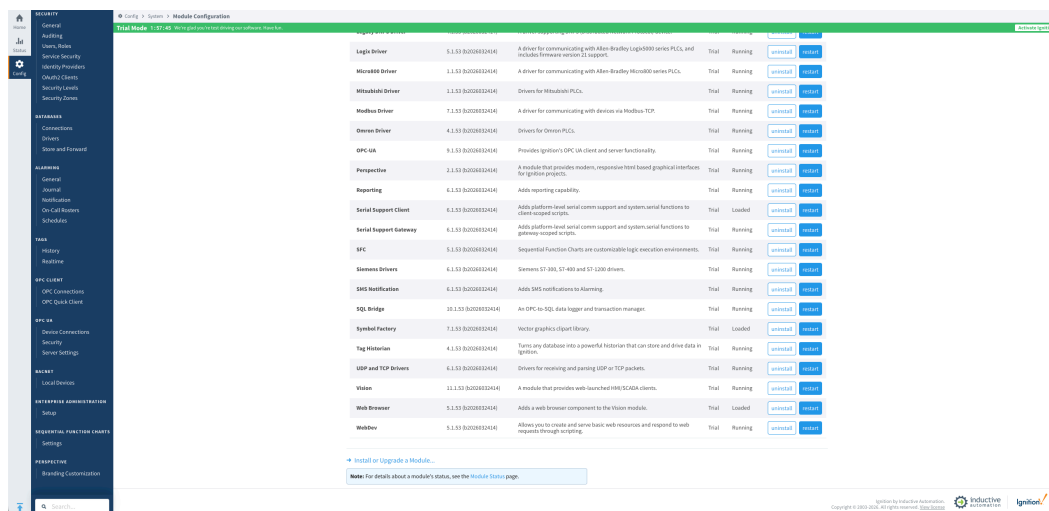 Home
Status
Config
SECURITY
General
Auditing
Users, Roles
Service Security
Identity Providers
OAuth2 Clients
Security Levels
Security Zones
DATABASES
Connections
Drivers
Store and Forward
ALARMING
General
Journal
Notification
On-Call Rosters
Schedules
TAGS
History
Realtime
OPC CLIENT
OPC Connections
OPC Quick Client
OPC UA
Device Connections
Security
Server Settings
BACNET
Local Devices
ENTERPRISE ADMINISTRATION
Setup
SEQUENTIAL FUNCTION CHARTS
Settings
PERSPECTIVE
Branding Customization
Search...
Config > System > Module Configuration
Trial Mode 1:57:45 We're glad you're test driving our software. Have fun. Activate Igniti
Logix Driver 5.1.53 (b2026032414) A driver for communicating with Allen-Bradley Logix5000 series PLCs, and Trial Running uninstall restart
includes firmware version 21 support.
Micro800 Driver 1.1.53 (b2026032414) A driver for communicating with Allen-Bradley Micro800 series PLCs. Trial Running uninstall restart
Mitsubishi Driver 1.1.53 (b2026032414) Drivers for Mitsubishi PLCs. Trial Running uninstall restart
Modbus Driver 7.1.53 (b2026032414) A driver for communicating with devices via Modbus-TCP. Trial Running uninstall restart
Omron Driver 4.1.53 (b2026032414) Drivers for Omron PLCs. Trial Running uninstall restart
OPC-UA 9.1.53 (b2026032414) Provides Ignition's OPC UA client and server functionality. Trial Running uninstall restart
Perspective 2.1.53 (b2026032414) A module that provides modern, responsive html based graphical interfaces Trial Running uninstall restart
for Ignition projects.
Reporting 6.1.53 (b2026032414) Adds reporting capability. Trial Running uninstall restart
Serial Support Client 6.1.53 (b2026032414) Adds platform-level serial comm support and system.serial functions to Trial Loaded uninstall restart
client-scoped scripts.
Serial Support Gateway 6.1.53 (b2026032414) Adds platform-level serial comm support and system.serial functions to Trial Running uninstall restart
gateway-scoped scripts.
SFC 5.1.53 (b2026032414) Sequential Function Charts are customizable logic execution environments. Trial Running uninstall restart
Siemens Drivers 6.1.53 (b2026032414) Siemens S7-300, S7-400 and S7-1200 drivers. Trial Running uninstall restart
SMS Notification 6.1.53 (b2026032414) Adds SMS notifications to Alarming. Trial Running uninstall restart
SQL Bridge 10.1.53 (b2026032414) An OPC-to-SQL data logger and transaction manager. Trial Running uninstall restart
Symbol Factory 7.1.53 (b2026032414) Vector graphics clipart library. Trial Loaded uninstall restart
Tag Historian 4.1.53 (b2026032414) Turns any database into a powerful historian that can store and drive data in Trial Running uninstall restart
Ignition.
UDP and TCP Drivers 6.1.53 (b2026032414) Drivers for receiving and parsing UDP or TCP packets. Trial Running uninstall restart
Vision 11.1.53 (b2026032414) A module that provides web-launched HMI/SCADA clients. Trial Running uninstall restart
Web Browser 5.1.53 (b2026032414) Adds a web browser component to the Vision module. Trial Loaded uninstall restart
WebDev 5.1.53 (b2026032414) Allows you to create and serve basic web resources and respond to web Trial Running uninstall restart
requests through scripting.
Install or Upgrade a Module...
Note: For details about a module's status, see the Module Status page.
Ignition by Inductive Automation.
Copyright © 2003-2026. All rights reserved. View license
inductive
automation
Ignition!